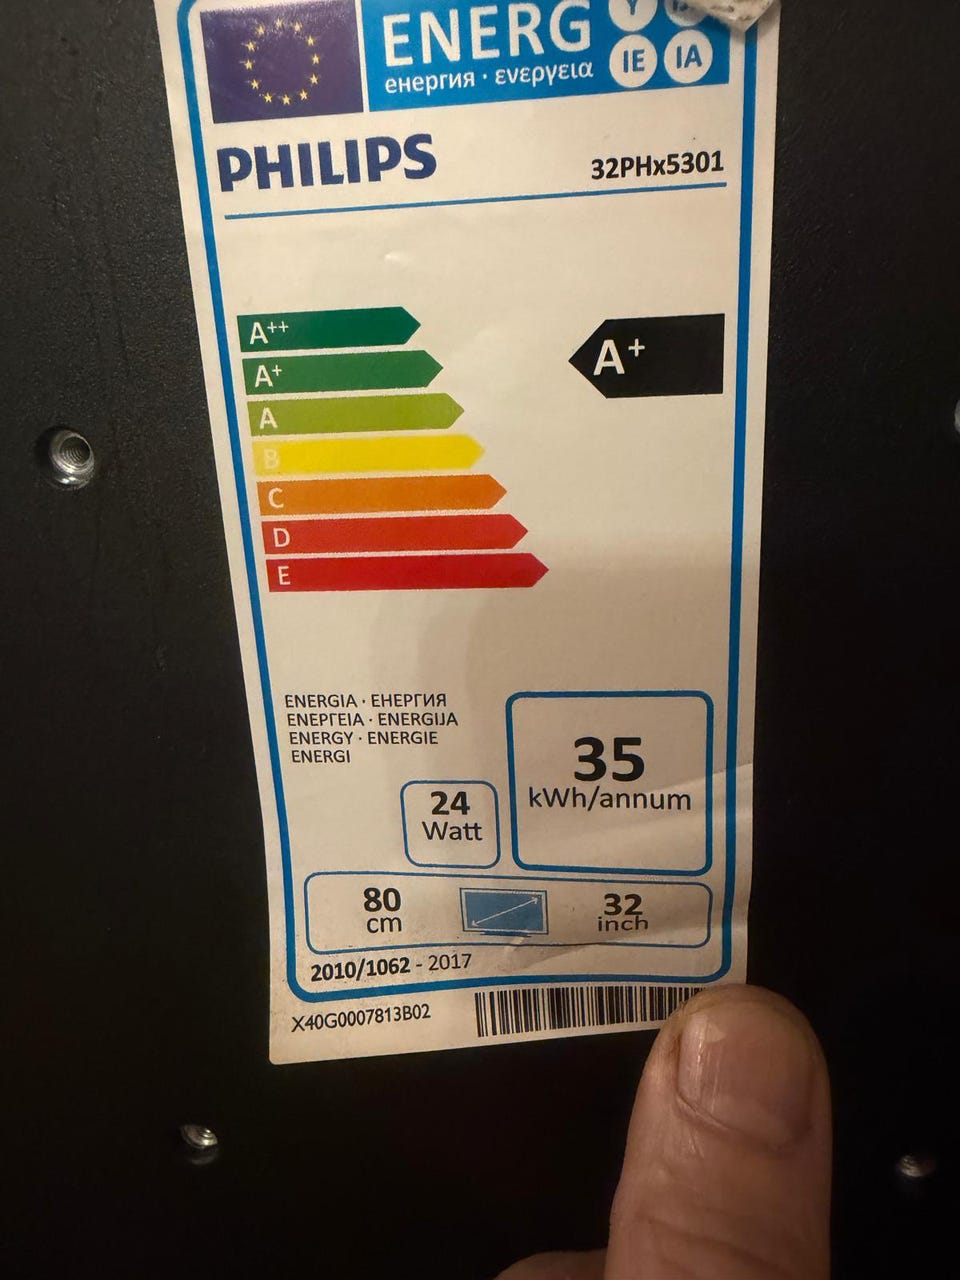 ENERG
енергия · ενεργεια
Y
IE
IA
PHILIPS
32PHx5301
A++
A+
A
B
C
D
E
A+
ENERGIA · ЕНЕРГИЯ
ΕΝΕΡΓΕΙΑ · ENERGIJA
ENERGY · ENERGIE
ENERGI
35
kWh/annum
24
Watt
80
cm
32
inch
2010/1062 - 2017
X40G0007813B02